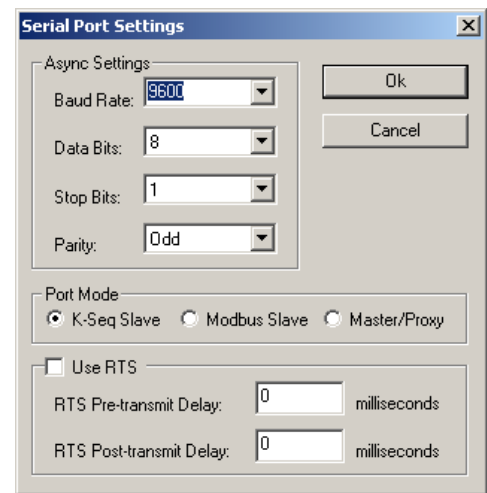 Serial Port Settings
Async Settings
Baud Rate: 9600
Data Bits: 8
Stop Bits: 1
Parity: Odd
Ok
Cancel
Port Mode
K-Seq Slave Modbus Slave Master/Proxy
Use RTS
RTS Pre-transmit Delay: 0 milliseconds
RTS Post-transmit Delay: 0 milliseconds